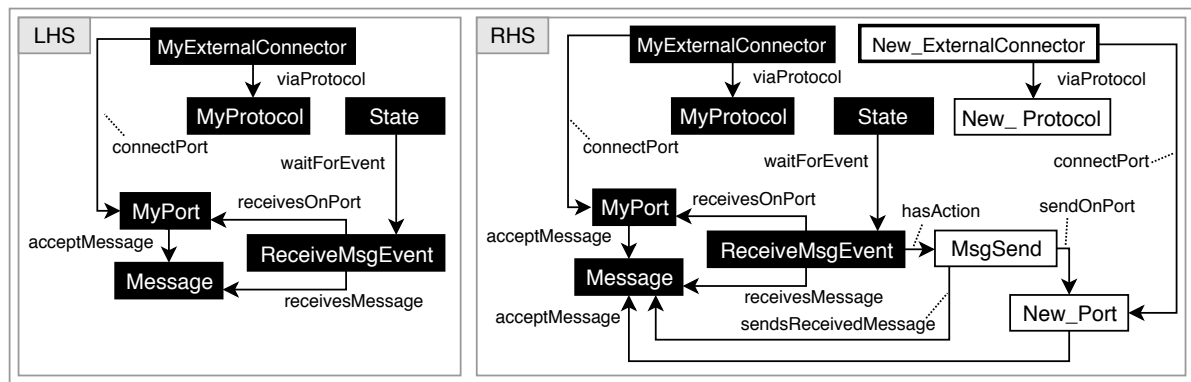 LHS
MyExternalConnector
viaProtocol
MyProtocol
State
connectPort
waitForEvent
MyPort
receivesOnPort
acceptMessage
ReceiveMsgEvent
Message
receivesMessage
RHS
MyExternalConnector
New_ExternalConnector
viaProtocol
viaProtocol
MyProtocol
State
New_ Protocol
connectPort
waitForEvent
connectPort
MyPort
receivesOnPort
hasAction
sendOnPort
acceptMessage
ReceiveMsgEvent
MsgSend
Message
receivesMessage
acceptMessage
sendsReceivedMessage
New_Port